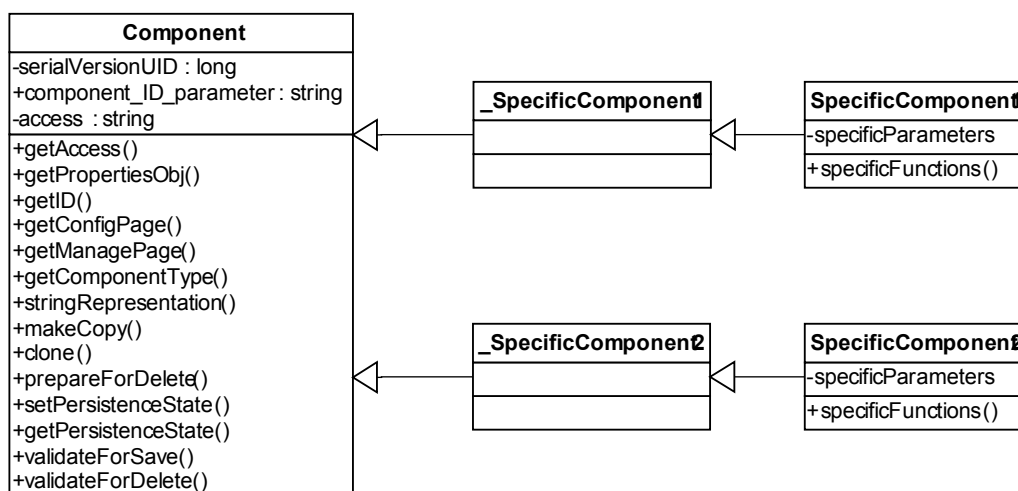 Component
-serialVersionUID : long
+component_ID_parameter : string
-access : string
+getAccess()
+getPropertiesObj()
+getID()
+getConfigPage()
+getManagePage()
+getComponentType()
+stringRepresentation()
+makeCopy()
+clone()
+prepareForDelete()
+setPersistenceState()
+getPersistenceState()
+validateForSave()
+validateForDelete()
_SpecificComponent1
SpecificComponent1
-specificParameters
+specificFunctions()
_SpecificComponent2
SpecificComponent2
-specificParameters
+specificFunctions()